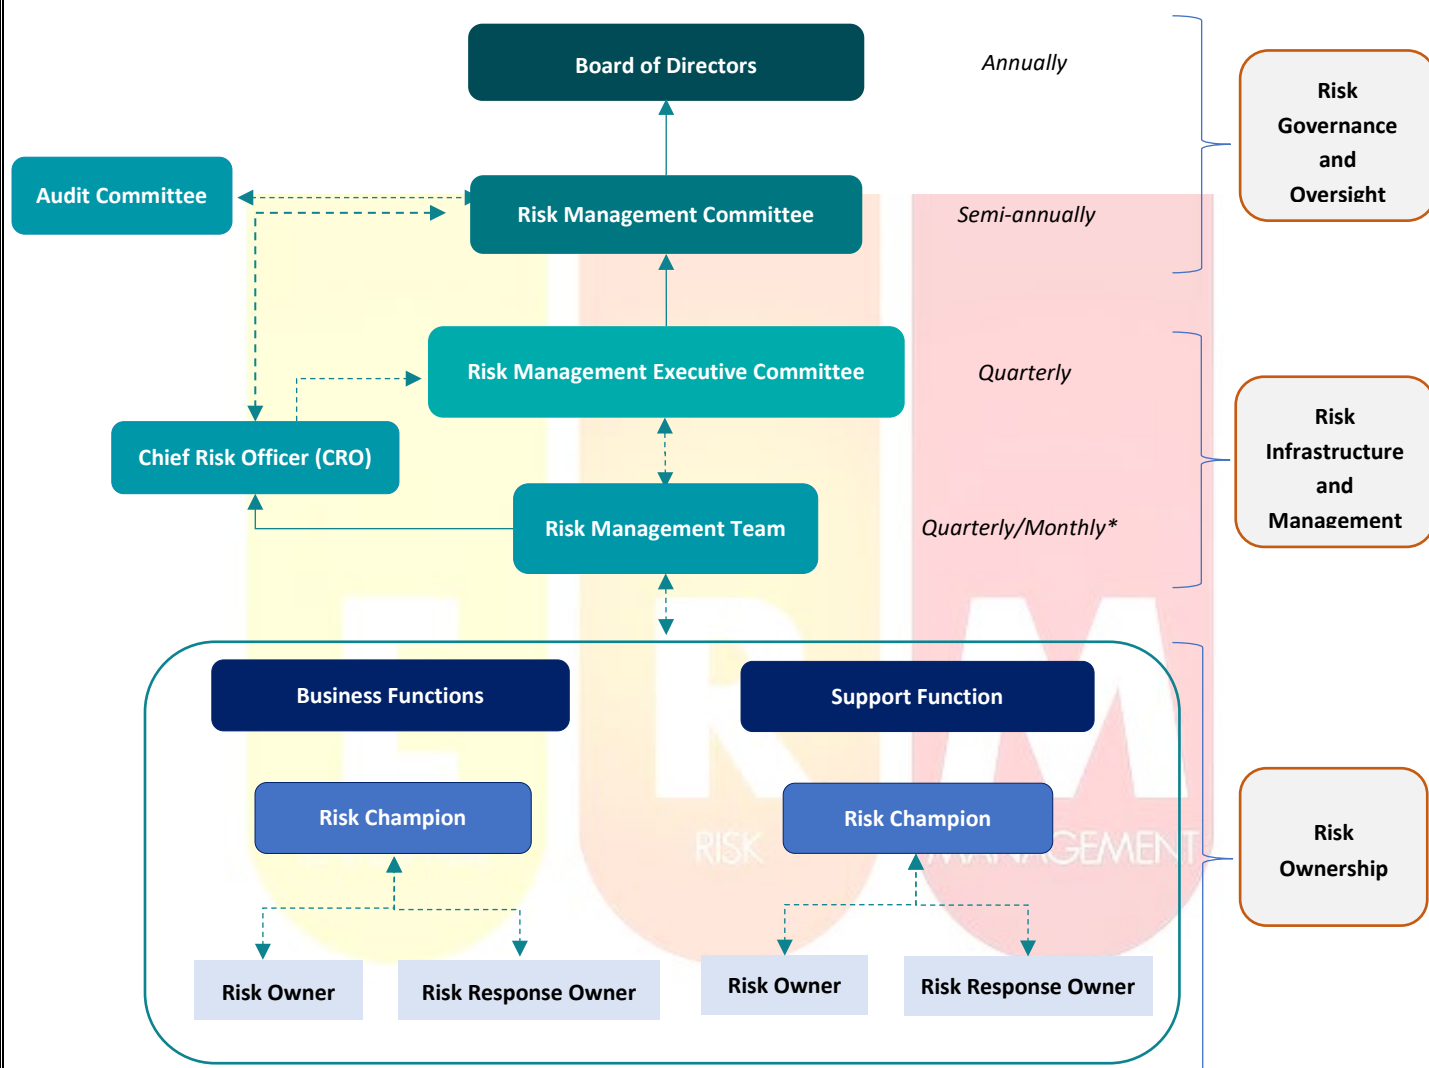 Board of Directors
Annually
Risk
Governance
and
Oversight
Audit Committee
Risk Management Committee
Semi-annually
Risk Management Executive Committee
Quarterly
Risk
Infrastructure
and
Management
Chief Risk Officer (CRO)
Risk Management Team
Quarterly/Monthly*
E
R
M
Business Functions
Support Function
Risk Champion
Risk Champion
RISK
MANAGEMENT
Risk
Ownership
Risk Owner
Risk Response Owner
Risk Owner
Risk Response Owner